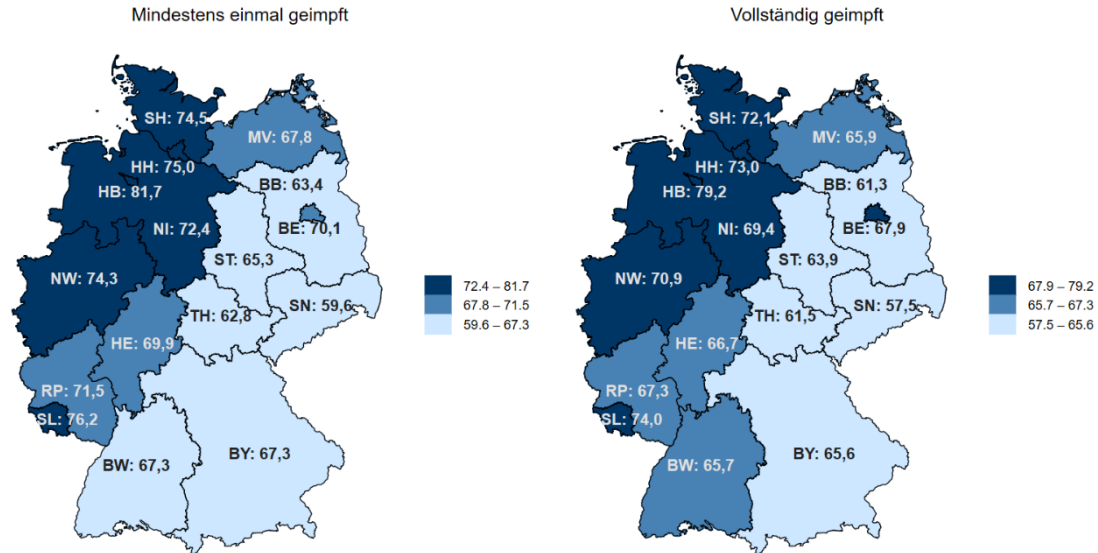 Mindestens einmal geimpft
SH: 74,5
MV: 67,8
HH: 75,0
BB: 63,4
HB: 81,7
NI: 72,4
BE: 70,1
ST: 65,3
NW: 74,3
SN: 59,6
TH: 62,8
HE: 69,9
RP: 71,5
SL: 76,2
BW: 67,3
BY: 67,3
72.4 – 81.7
67.8 – 71.5
59.6 – 67.3
Vollständig geimpft
SH: 72,1
MV: 65,9
HH: 73,0
BB: 61,3
HB: 79,2
NI: 69,4
BE: 67,9
ST: 63,9
NW: 70,9
SN: 57,5
TH: 61,5
HE: 66,7
RP: 67,3
SL: 74,0
BW: 65,7
BY: 65,6
67.9 – 79.2
65.7 – 67.3
57.5 – 65.6